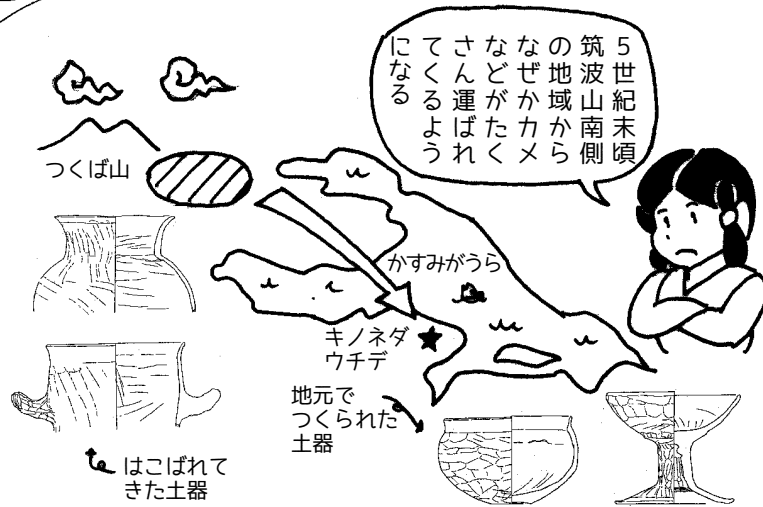 ５世紀末頃
筑波山南側
の地域から
なぜかカメ
などがたく
さん運ばれ
てくるよう
になる
つくば山
かすみがうら
キノネダ
ウチデ
地元で
つくられた
土器
はこばれて
きた土器